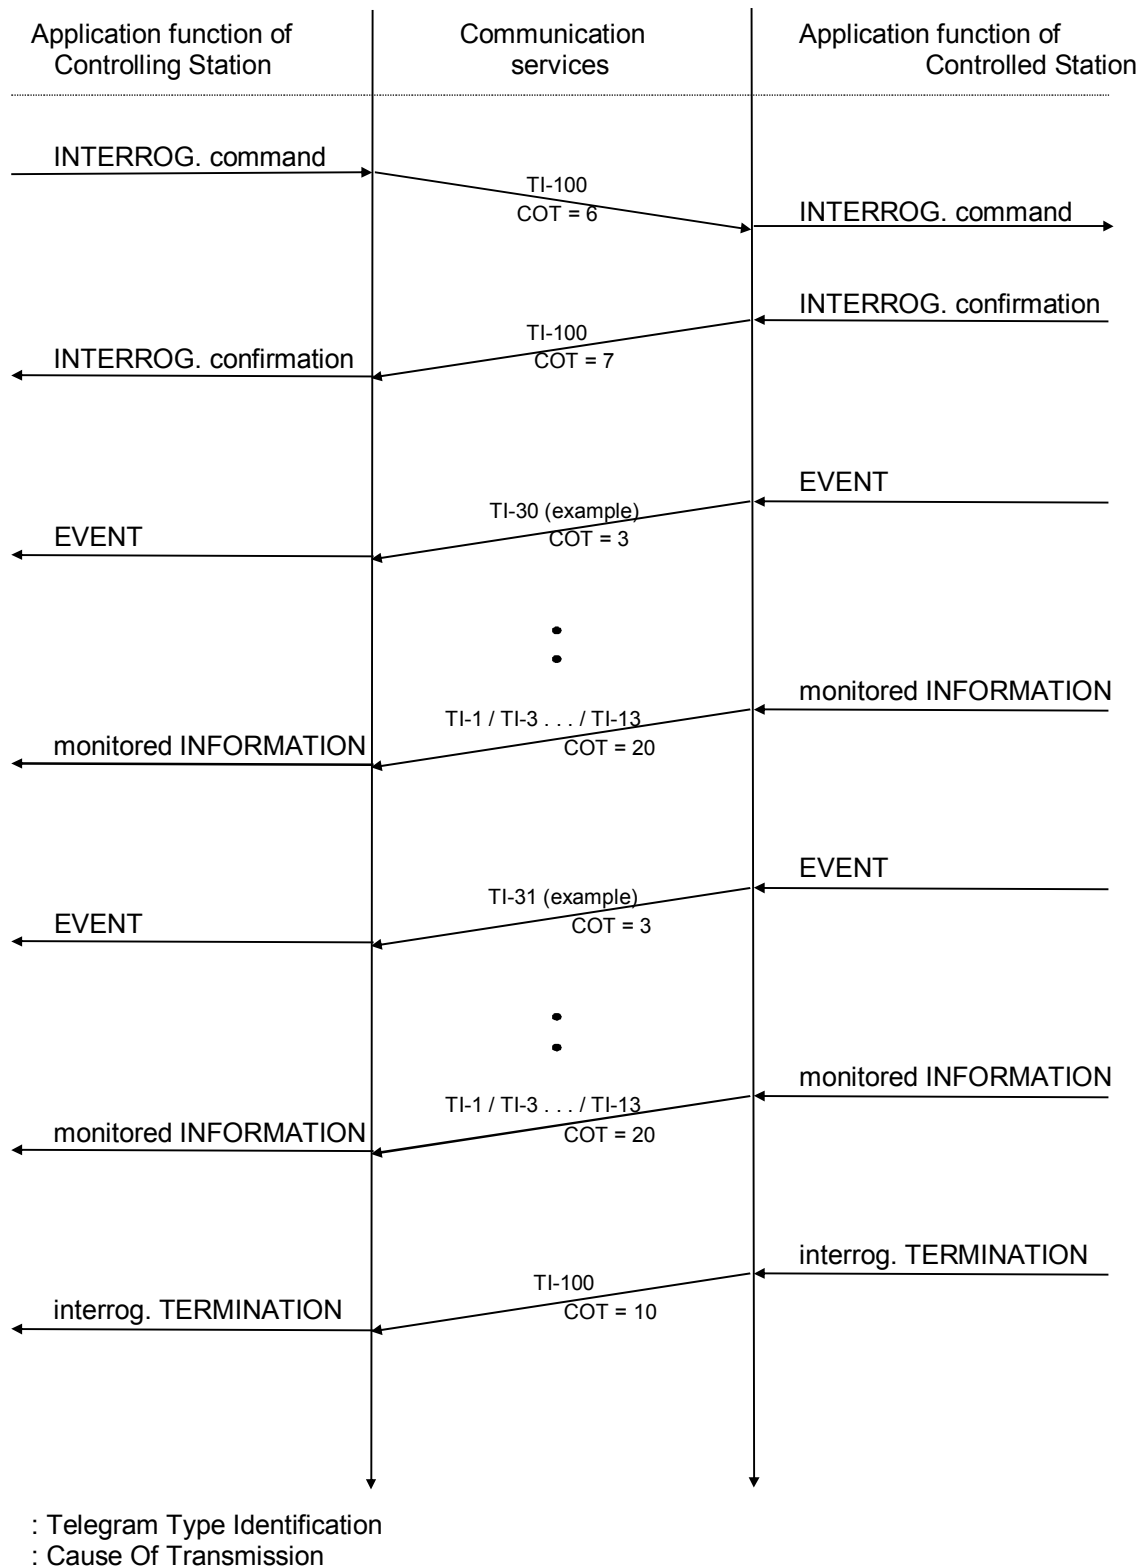 Application function of
Controlling Station
Communication
services
Application function of
Controlled Station
INTERROG. command
TI-100
COT = 6
INTERROG. command
INTERROG. confirmation
TI-100
COT = 7
INTERROG. confirmation
EVENT
TI-30 (example)
COT = 3
EVENT
monitored INFORMATION
TI-1 / TI-3 . . . / TI-13
COT = 20
monitored INFORMATION
EVENT
TI-31 (example)
COT = 3
EVENT
monitored INFORMATION
TI-1 / TI-3 . . . / TI-13
COT = 20
monitored INFORMATION
interrog. TERMINATION
TI-100
COT = 10
interrog. TERMINATION
: Telegram Type Identification
: Cause Of Transmission